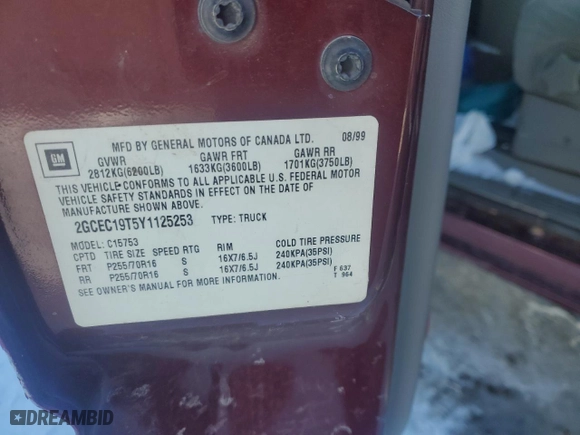 MFD BY GENERAL MOTORS OF CANADA LTD. 08/99
GM
GVWR GAWR FRT GAWR RR
2812KG(6200LB) 1633KG(3600LB) 1701KG(3750LB)
THIS VEHICLE CONFORMS TO ALL APPLICABLE U.S. FEDERAL MOTOR
VEHICLE SAFETY STANDARDS IN EFFECT ON THE DATE OF
MANUFACTURE SHOWN ABOVE.
2GCEC19T5Y1125253 TYPE: TRUCK
MODEL: C15753
CPTD TIRE SIZE SPEED RTG RIM COLD TIRE PRESSURE
FRT P255/70R16 S 16X7/6.5J 240KPA(35PSI)
RR P255/70R16 S 16X7/6.5J 240KPA(35PSI)
SEE OWNER'S MANUAL FOR MORE INFORMATION.
F 637
T 964
DREAMBID